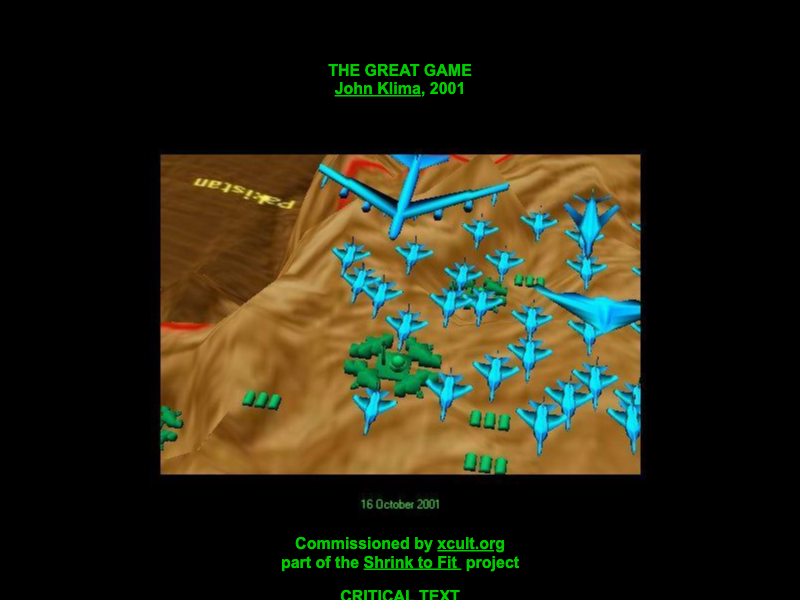 THE GREAT GAME
John Klima, 2001
Pakistan
16 October 2001
Commissioned by xcult.org
part of the Shrink to Fit project
CRITICAL TEXT